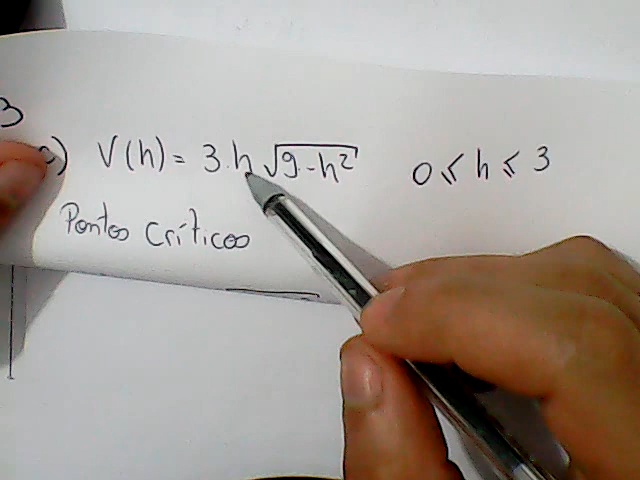 3
c) V(h) = 3.h √9-h² 0 ≤ h ≤ 3
Pontos Críticos